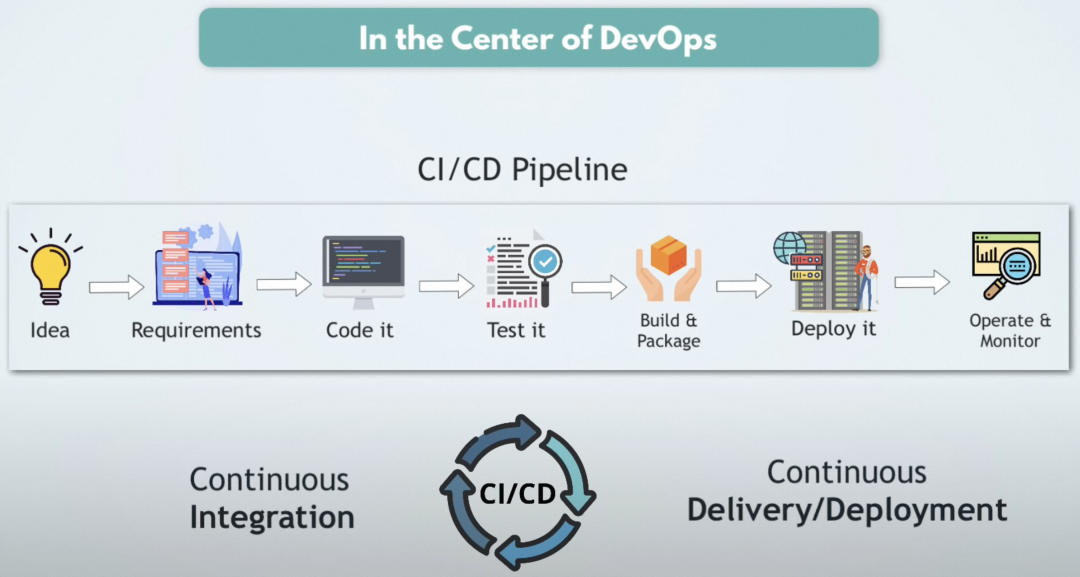 In the Center of DevOps
CI/CD Pipeline
Idea
Requirements
Code it
Test it
Build &
Package
Deploy it
Operate &
Monitor
Continuous
Integration
CI/CD
Continuous
Delivery/Deployment